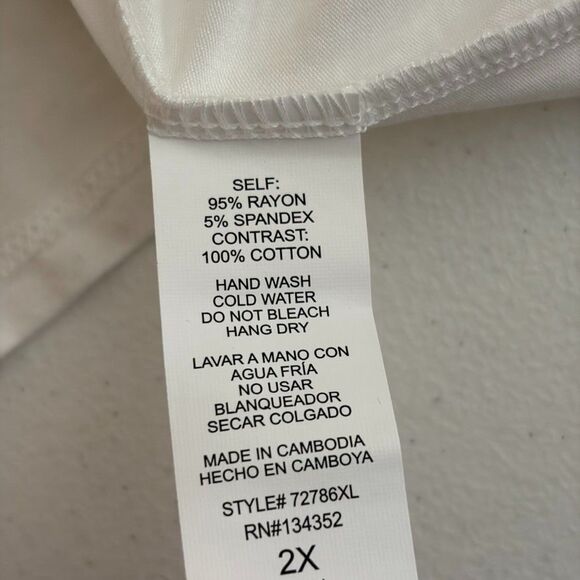 SELF:
95% RAYON
5% SPANDEX
CONTRAST:
100% COTTON
HAND WASH
COLD WATER
DO NOT BLEACH
HANG DRY
LAVAR A MANO CON
AGUA FRÍA
NO USAR
BLANQUEADOR
SECAR COLGADO
MADE IN CAMBODIA
HECHO EN CAMBOYA
STYLE# 72786XL
RN#134352
2X